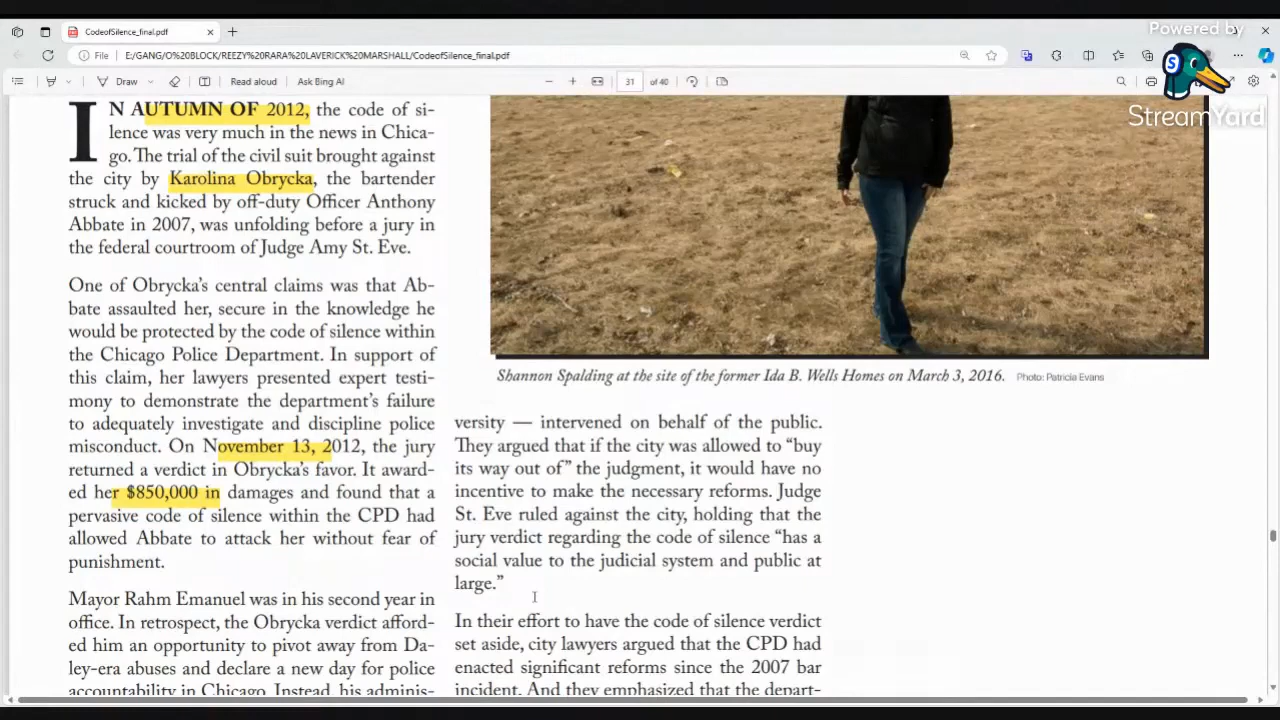 Powered by
StreamYard
CodeofSilence_final.pdf
File
E:/GANG/O%20BLOCK/REEZY%20RARA%20LAVERICK%20MARSHALL/CodeofSilence_final.pdf
Draw
Read aloud
Ask Bing AI
31 of 40
IN AUTUMN OF 2012, the code of si-
lence was very much in the news in Chica-
go. The trial of the civil suit brought against
the city by Karolina Obrycka, the bartender
struck and kicked by off-duty Officer Anthony
Abbate in 2007, was unfolding before a jury in
the federal courtroom of Judge Amy St. Eve.
One of Obrycka's central claims was that Ab-
bate assaulted her, secure in the knowledge he
would be protected by the code of silence within
the Chicago Police Department. In support of
this claim, her lawyers presented expert testi-
mony to demonstrate the department's failure
to adequately investigate and discipline police
misconduct. On November 13, 2012, the jury
returned a verdict in Obrycka's favor. It award-
ed her $850,000 in damages and found that a
pervasive code of silence within the CPD had
allowed Abbate to attack her without fear of
punishment.
Mayor Rahm Emanuel was in his second year in
office. In retrospect, the Obrycka verdict afford-
ed him an opportunity to pivot away from Da-
ley-era abuses and declare a new day for police
accountability in Chicago. Instead, his adminis-
Shannon Spalding at the site of the former Ida B. Wells Homes on March 3, 2016. Photo: Patricia Evans
versity — intervened on behalf of the public.
They argued that if the city was allowed to "buy
its way out of" the judgment, it would have no
incentive to make the necessary reforms. Judge
St. Eve ruled against the city, holding that the
jury verdict regarding the code of silence "has a
social value to the judicial system and public at
large."
In their effort to have the code of silence verdict
set aside, city lawyers argued that the CPD had
enacted significant reforms since the 2007 bar
incident. And they emphasized that the depart-